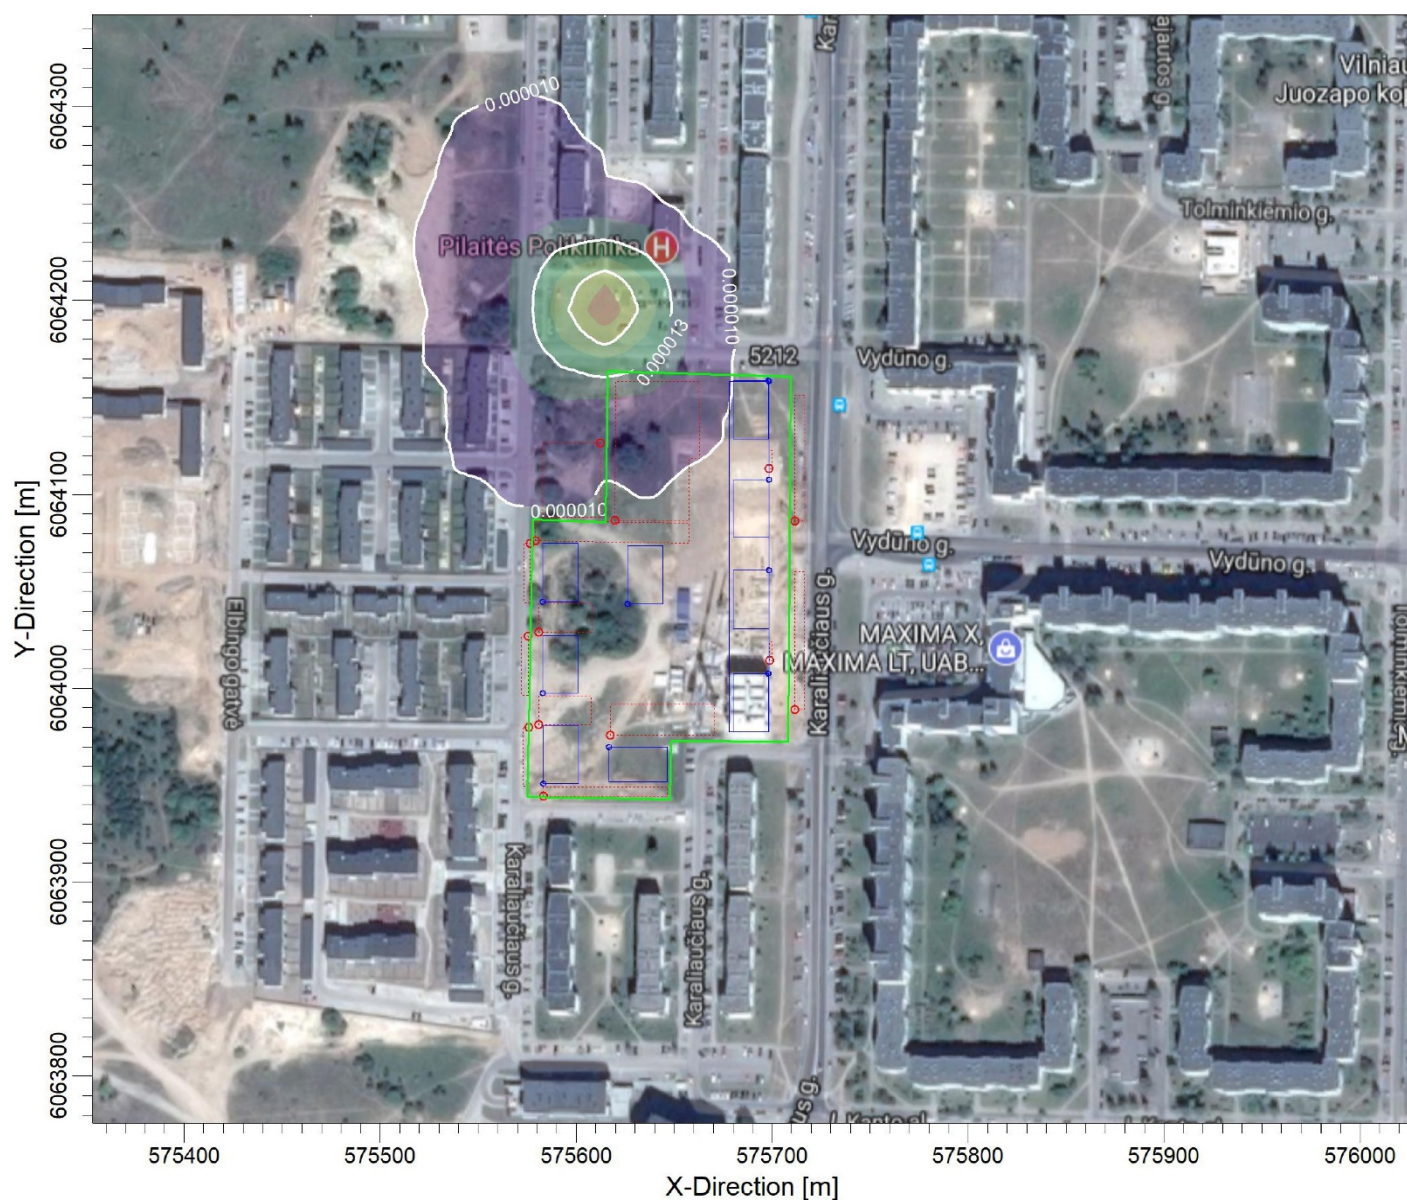 0.000010
Vilniau
Juozapo kop
Tolminkiemio g.
Pilaitės Poliklinika
H
0.000010
0.000013
5212
Vydūno g.
0.000010
Vydūno g.
Vydūno g.
Elbingo gatvė
MAXIMA X,
MAXIMA LT, UAB...
Karaliaučiaus g.
Karaliaučiaus g.
Karaliaučiaus g.
us g.
Y-Direction [m]
6064300
6064200
6064100
6064000
6063900
6063800
575400
575500
575600
575700
575800
575900
576000
X-Direction [m]